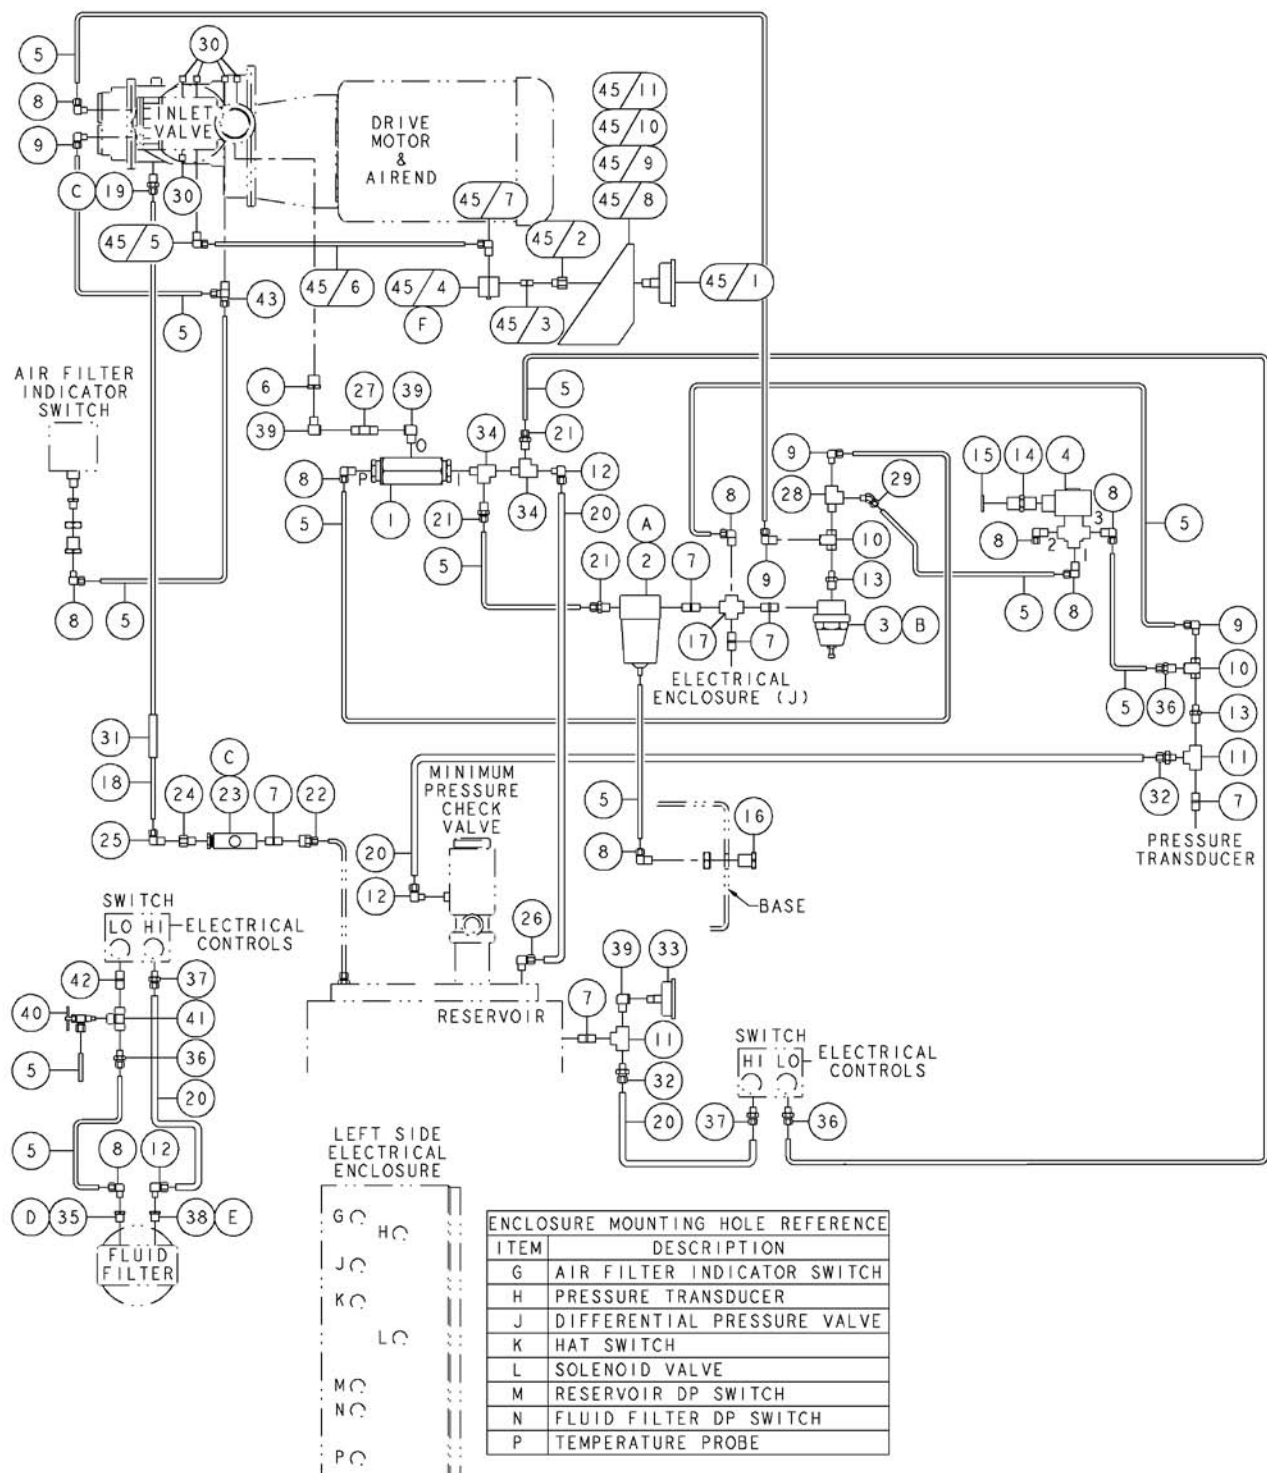 5
30
8
9
INLET
VALVE
DRIVE
MOTOR
&
AIREND
45/11
45/10
45/9
45/8
45/7
45/2
C
19
30
45/5
45/6
45/4
F
45/3
45/1
5
43
AIR FILTER
INDICATOR
SWITCH
6
27
39
39
O
5
34
21
9
15
14
4
8
P
1
12
8
28
29
8
5
1
21
34
20
A
2
5
21
7
9
10
8
2
3
1
5
13
8
5
17
7
3
B
5
8
9
ELECTRICAL
ENCLOSURE (J)
10
5
36
13
31
18
C
24
23
7
22
25
MINIMUM
PRESSURE
CHECK
VALVE
5
16
11
32
7
PRESSURE
TRANSDUCER
20
12
8
BASE
SWITCH
LO HI
ELECTRICAL
CONTROLS
26
39
33
42
37
40
41
RESERVOIR
7
11
36
5
20
32
SWITCH
HI LO
ELECTRICAL
CONTROLS
5
8
12
20
37
36
D
35
38
E
FLUID
FILTER
LEFT SIDE
ELECTRICAL
ENCLOSURE
G
H
J
K
L
M
N
P
ENCLOSURE MOUNTING HOLE REFERENCE
ITEM DESCRIPTION
G AIR FILTER INDICATOR SWITCH
H PRESSURE TRANSDUCER
J DIFFERENTIAL PRESSURE VALVE
K HAT SWITCH
L SOLENOID VALVE
M RESERVOIR DP SWITCH
N FLUID FILTER DP SWITCH
P TEMPERATURE PROBE